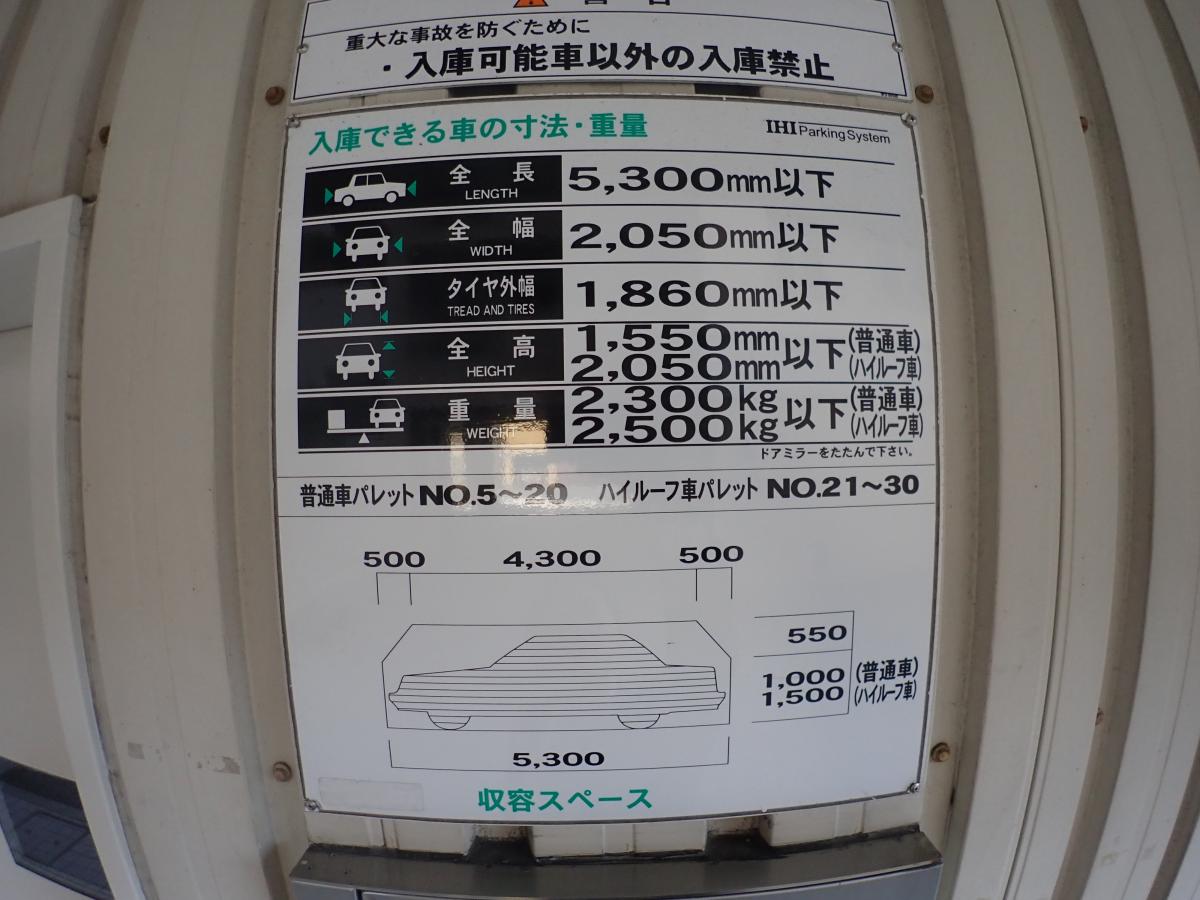 重大な事故を防ぐために
・入庫可能車以外の入庫禁止
入庫できる車の寸法・重量
IHI Parking System
全長 LENGTH 5,300mm以下
全幅 WIDTH 2,050mm以下
タイヤ外幅 TREAD AND TIRES 1,860mm以下
全高 HEIGHT 1,550mm 2,050mm 以下 (普通車) (ハイルーフ車)
重量 WEIGHT 2,300kg 2,500kg 以下 (普通車) (ハイルーフ車)
ドアミラーをたたんで下さい。
普通車パレット NO.5～20 ハイルーフ車パレット NO.21～30
500 4,300 500
550
1,000 (普通車)
1,500 (ハイルーフ車)
5,300
収容スペース